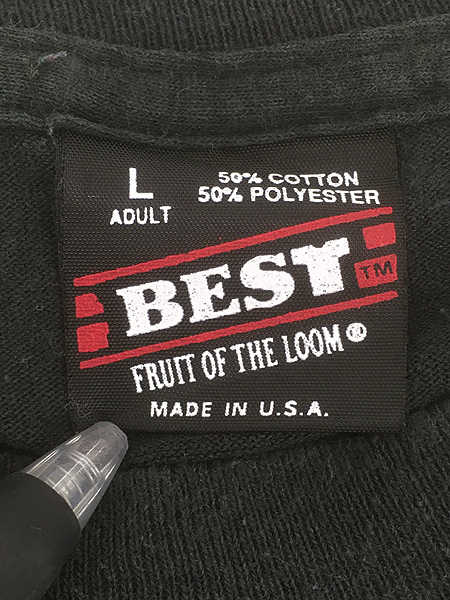 L
ADULT
50% COTTON
50% POLYESTER
BEST TM
FRUIT OF THE LOOM®
MADE IN U.S.A.